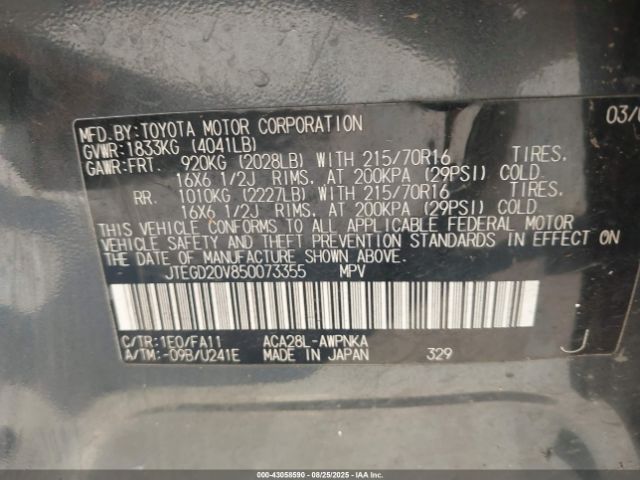 MFD.BY:TOYOTA MOTOR CORPORATION 03/
GVWR:1833KG (4041LB)
GAWR:FRT. 920KG (2028LB) WITH 215/70R16 TIRES,
16X6 1/2J RIMS, AT 200KPA (29PSI) COLD.
RR. 1010KG (2227LB) WITH 215/70R16 TIRES,
16X6 1/2J RIMS, AT 200KPA (29PSI) COLD
THIS VEHICLE CONFORMS TO ALL APPLICABLE FEDERAL MOTOR
VEHICLE SAFETY AND THEFT PREVENTION STANDARDS IN EFFECT ON
THE DATE OF MANUFACTURE SHOWN ABOVE.
JTEGD20V850073355 MPV
C/TR:1E0/FA11 ACA28L-AWPNKA
A/TM:-09B/U241E MADE IN JAPAN 329 J
000-43058590 - 08/25/2025 - IAAI.com